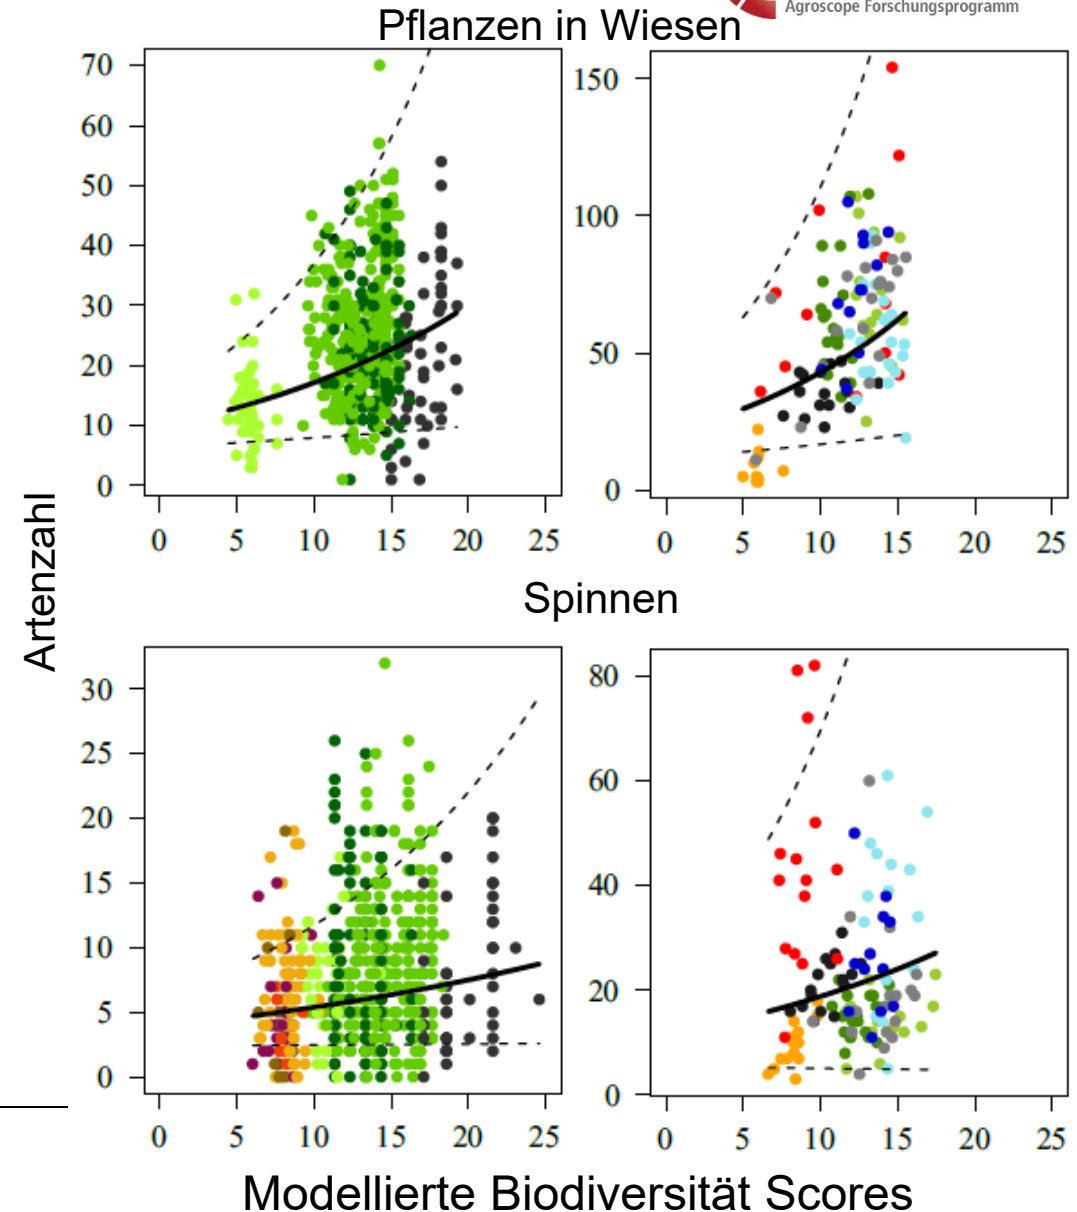 Agroscope Forschungsprogramm
Pflanzen in Wiesen
70
60
50
40
30
20
10
0
0 5 10 15 20 25
150
100
50
0
0 5 10 15 20 25
Artenzahl
Spinnen
30
25
20
15
10
5
0
0 5 10 15 20 25
80
60
40
20
0
0 5 10 15 20 25
Modellierte Biodiversität Scores